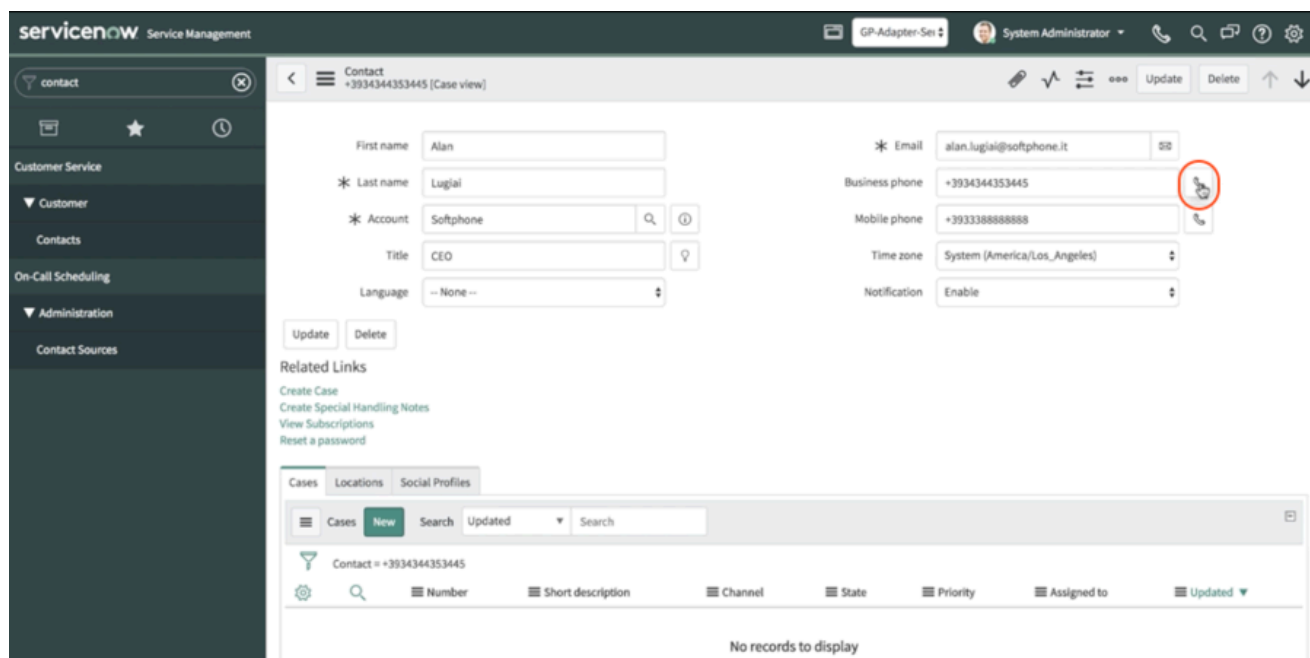 servicenow Service Management
GP-Adapter-Ser
System Administrator
contact
Contact
+3934344353445 [Case view]
Update
Delete
Customer Service
Customer
Contacts
On-Call Scheduling
Administration
Contact Sources
First name Alan
Last name Lugiai
Account Softphone
Title CEO
Language -- None --
Email alan.lugiai@softphone.it
Business phone +3934344353445
Mobile phone +3933388888888
Time zone System (America/Los_Angeles)
Notification Enable
Update Delete
Related Links
Create Case
Create Special Handling Notes
View Subscriptions
Reset a password
Cases Locations Social Profiles
Cases New Search Updated Search
Contact = +3934344353445
Number Short description Channel State Priority Assigned to Updated
No records to display